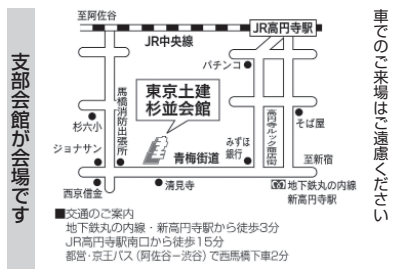 支部会館が会場です
至阿佐谷
JR高円寺駅
JR中央線
パチンコ
東京土建
杉並会館
馬橋消防出張所
杉六小
高円寺ルック商店街
そば屋
ジョナサン
みずほ
銀行
青梅街道
至新宿
西京信金
清見寺
地下鉄丸の内線
新高円寺駅
車でのご来場はご遠慮ください
■交通のご案内
地下鉄丸の内線・新高円寺駅から徒歩3分
JR高円寺駅南口から徒歩15分
都営・京王バス(阿佐谷−渋谷)で西馬橋下車2分